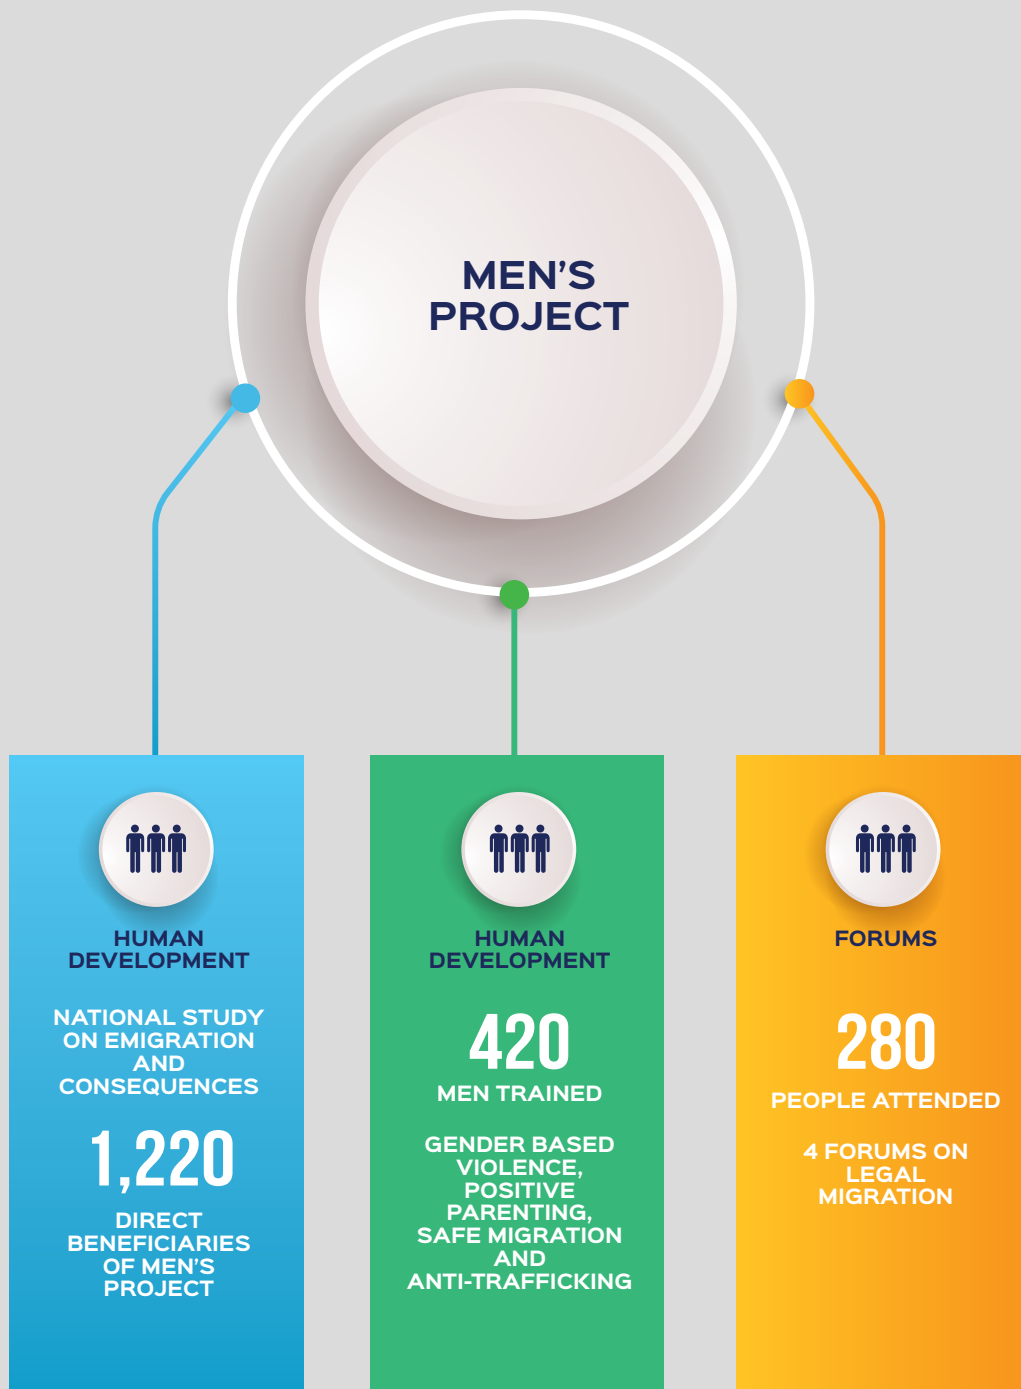 MEN’S
PROJECT
HUMAN
DEVELOPMENT
NATIONAL STUDY
ON EMIGRATION
AND
CONSEQUENCES
1,220
DIRECT
BENEFICIARIES
OF MEN’S
PROJECT
HUMAN
DEVELOPMENT
420
MEN TRAINED
GENDER BASED
VIOLENCE,
POSITIVE
PARENTING,
SAFE MIGRATION
AND
ANTI-TRAFFICKING
FORUMS
280
PEOPLE ATTENDED
4 FORUMS ON
LEGAL
MIGRATION